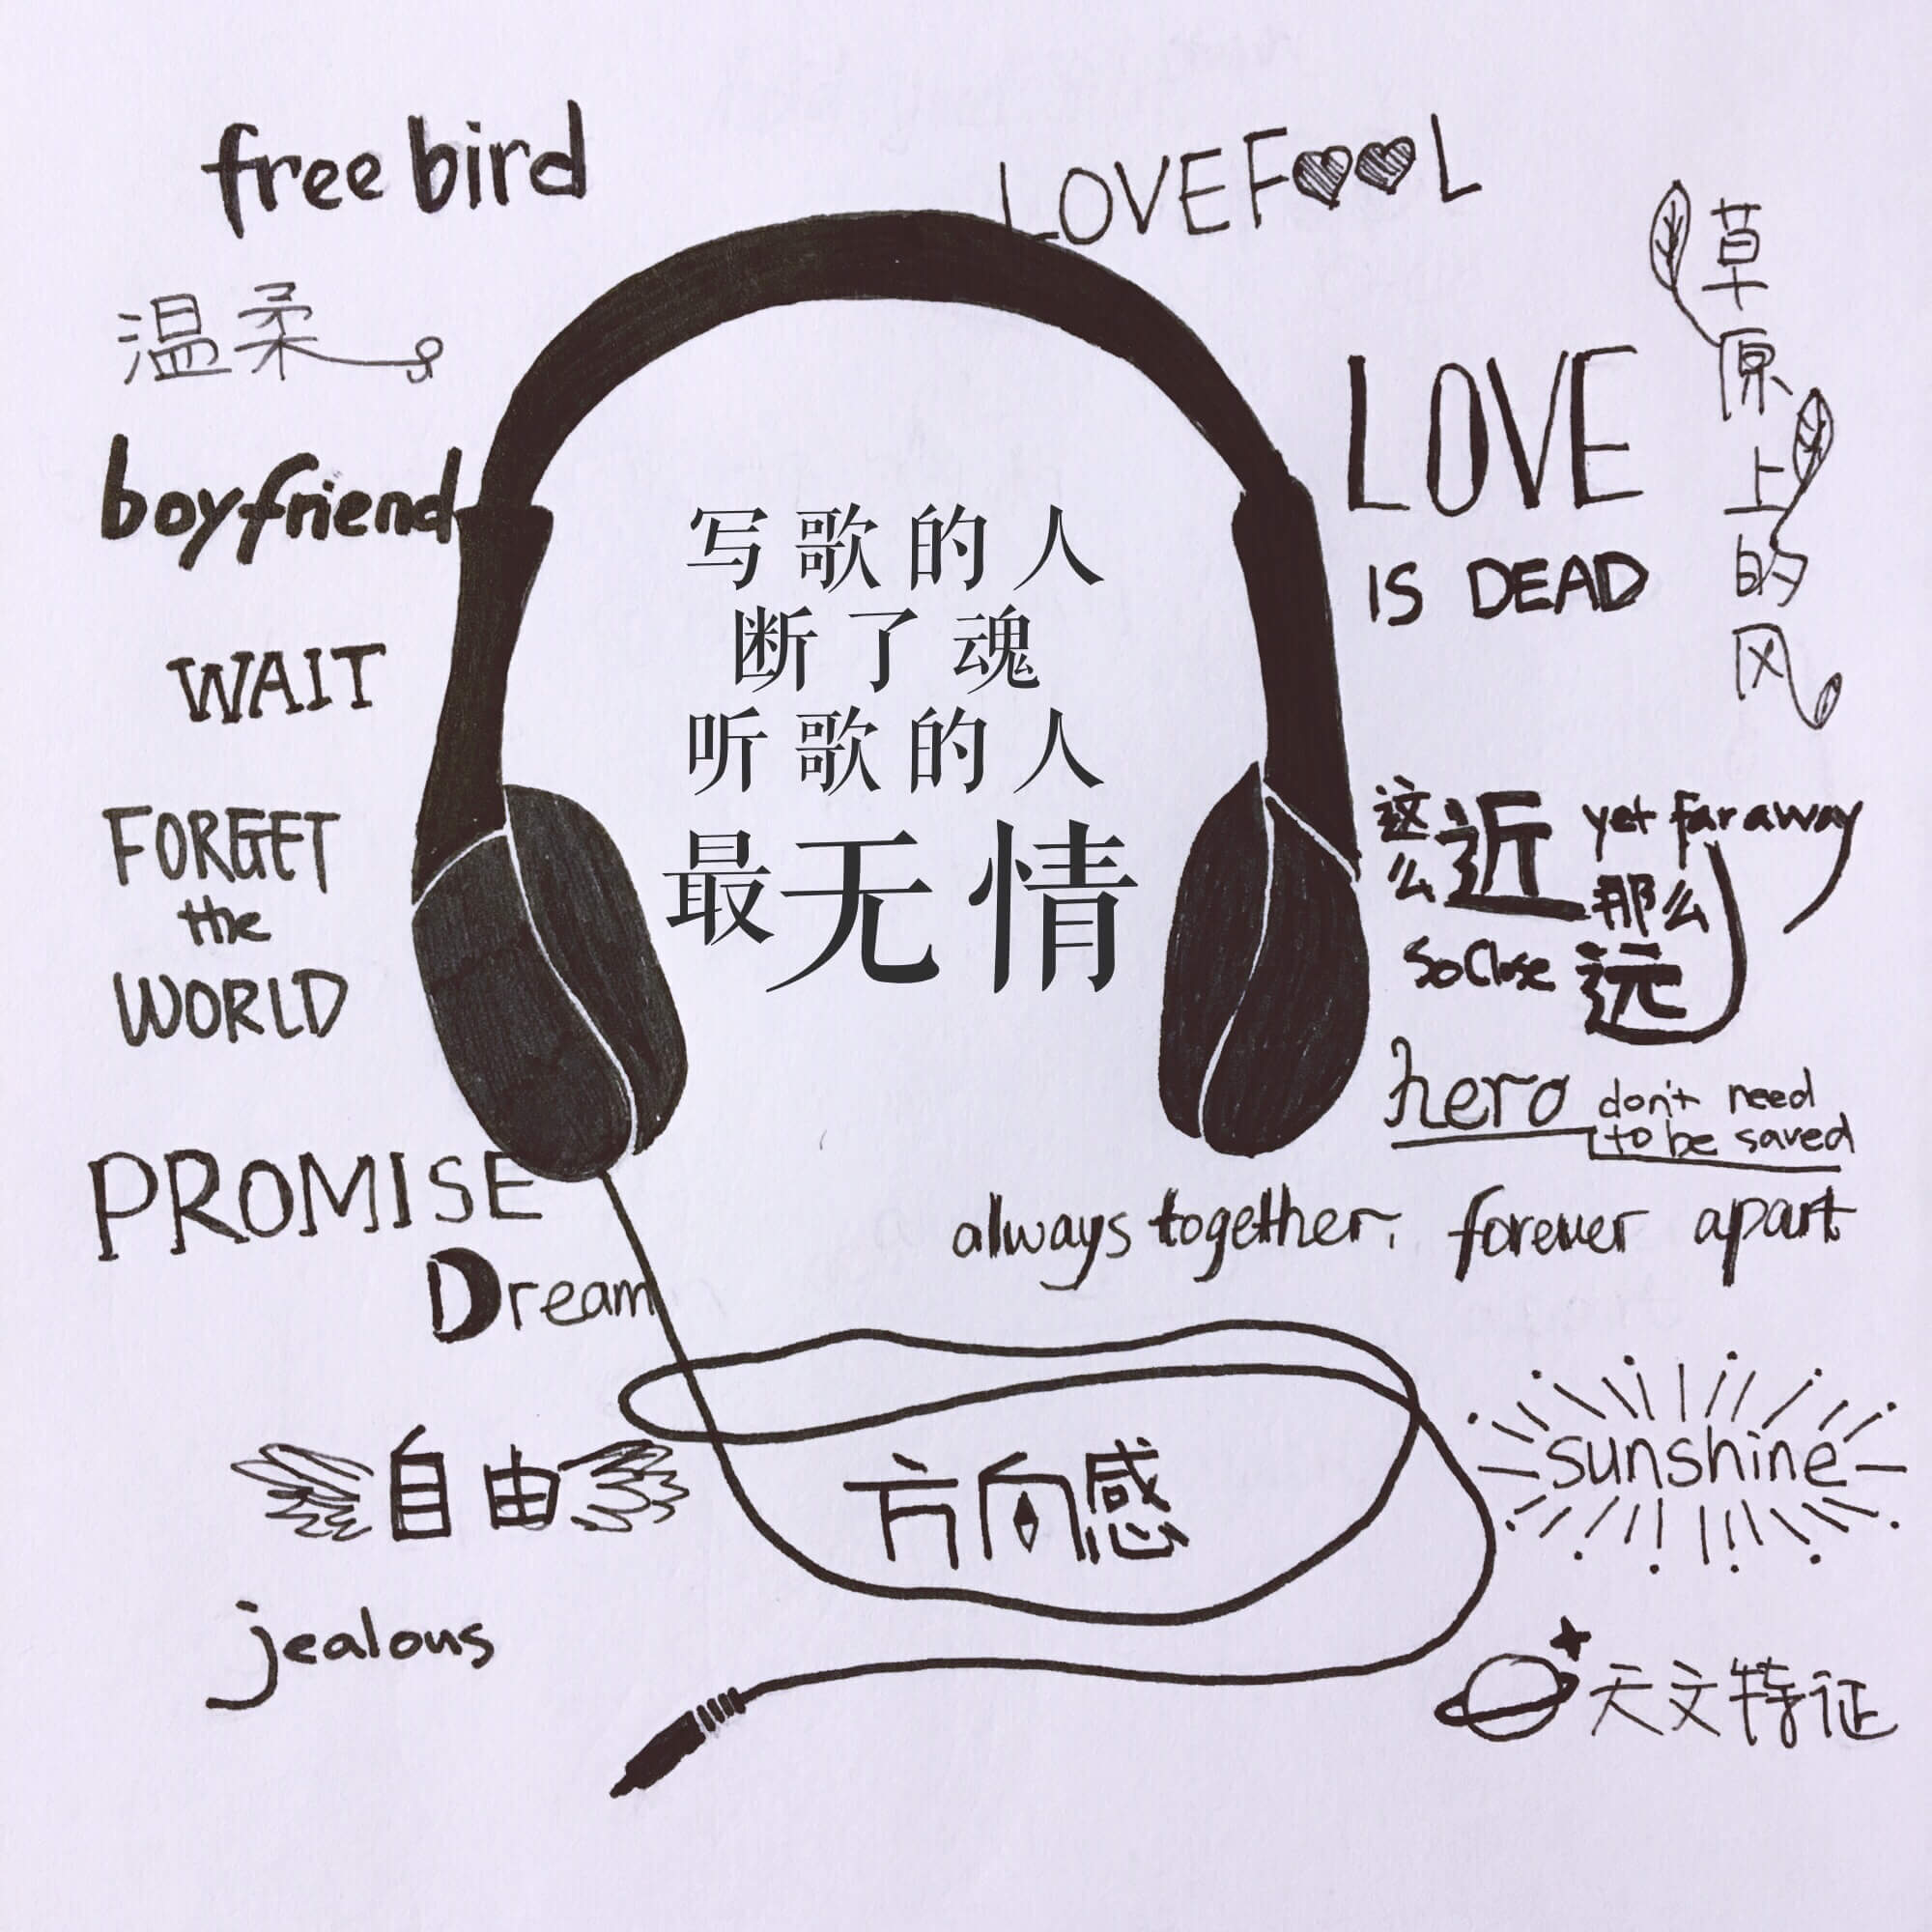 free bird
温柔
boyfriend
WAIT
FORGET
the
WORLD
PROMISE
Dream
自由
jealous
写歌的人
断了魂
听歌的人
最无情
方向感
LOVEFOOL
草原上的风
LOVE
IS DEAD
这么近 yet far away
那么远
so close
hero don't need
to be saved
always together, forever apart
sunshine
天文特征